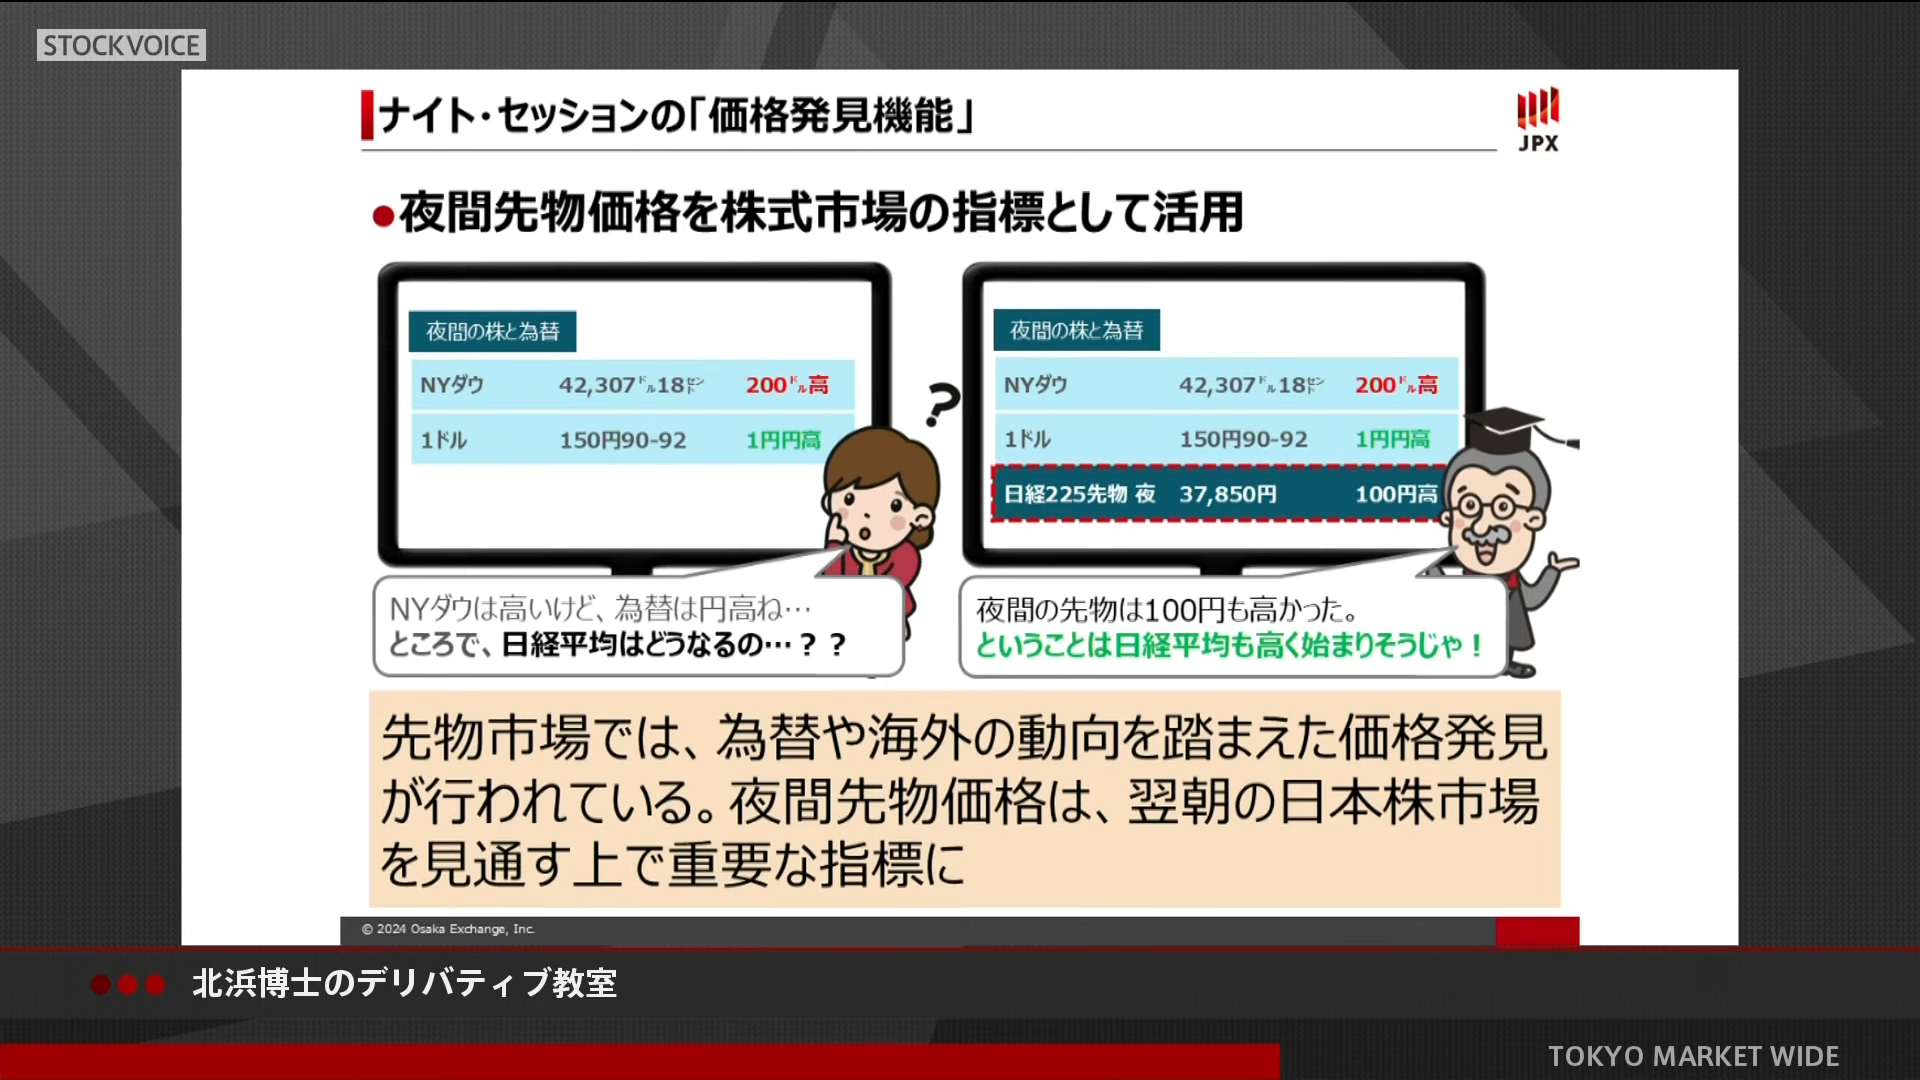 STOCKVOICE
ナイト・セッションの「価格発見機能」
JPX
●夜間先物価格を株式市場の指標として活用
夜間の株と為替
NYダウ 42,307ドル18セント 200ドル高
1ドル 150円90-92 1円円高
?
NYダウは高いけど、為替は円高ね…
ところで、日経平均はどうなるの…？？
夜間の株と為替
NYダウ 42,307ドル18セント 200ドル高
1ドル 150円90-92 1円円高
日経225先物 夜 37,850円 100円高
夜間の先物は100円も高かった。
ということは日経平均も高く始まりそうじゃ！
先物市場では、為替や海外の動向を踏まえた価格発見
が行われている。夜間先物価格は、翌朝の日本株市場
を見通す上で重要な指標に
© 2024 Osaka Exchange, Inc.
北浜博士のデリバティブ教室
TOKYO MARKET WIDE